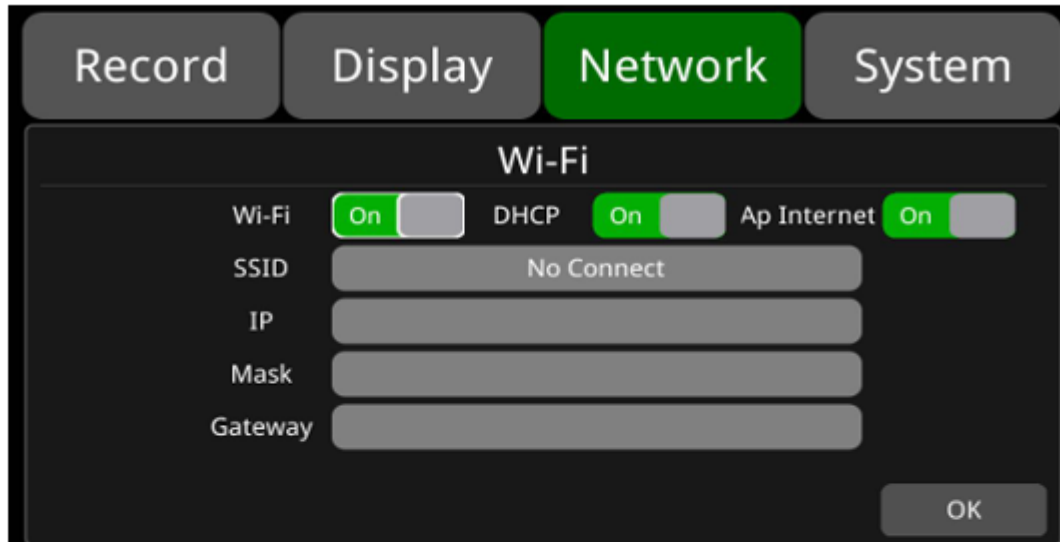 Record Display Network System
Wi-Fi
Wi-Fi On DHCP On Ap Internet On
SSID No Connect
IP
Mask
Gateway
OK